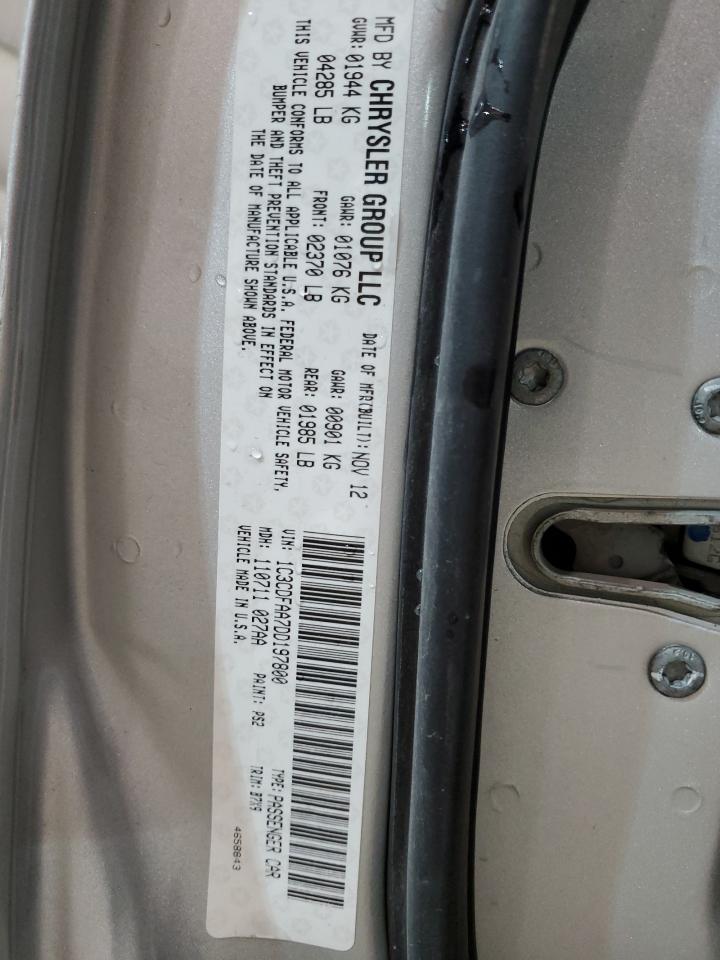 MFD BY CHRYSLER GROUP LLC DATE OF MFR(BUILT): NOV 12
GVWR: 01944 KG GAWR: 01076 KG GAWR: 00901 KG
04285 LB FRONT: 02370 LB REAR: 01985 LB
THIS VEHICLE CONFORMS TO ALL APPLICABLE U.S.A. FEDERAL MOTOR VEHICLE SAFETY,
BUMPER AND THEFT PREVENTION STANDARDS IN EFFECT ON
THE DATE OF MANUFACTURE SHOWN ABOVE.
VIN: 1C3CDFAA7DD197800 TYPE: PASSENGER CAR
MDH: 110711 027AA PAINT: PS2 TRIM: B7X9
VEHICLE MADE IN U.S.A. 4658843